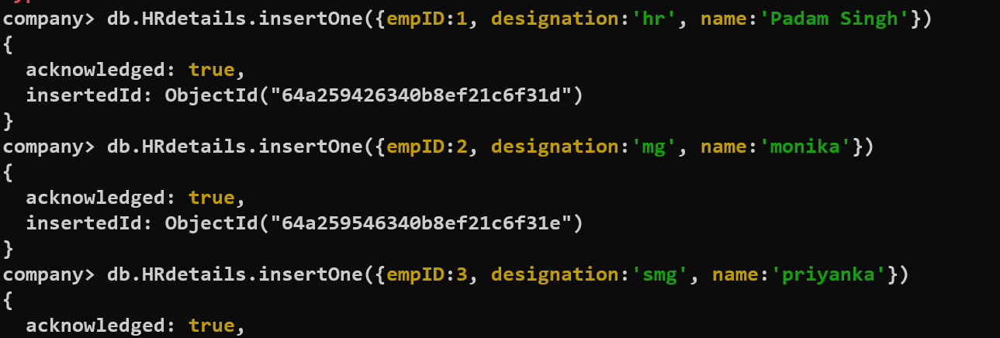 company> db.HRdetails.insertOne({empID:1, designation:'hr', name:'Padam Singh'})
{
  acknowledged: true,
  insertedId: ObjectId("64a259426340b8ef21c6f31d")
}
company> db.HRdetails.insertOne({empID:2, designation:'mg', name:'monika'})
{
  acknowledged: true,
  insertedId: ObjectId("64a259546340b8ef21c6f31e")
}
company> db.HRdetails.insertOne({empID:3, designation:'smg', name:'priyanka'})
{
  acknowledged: true,